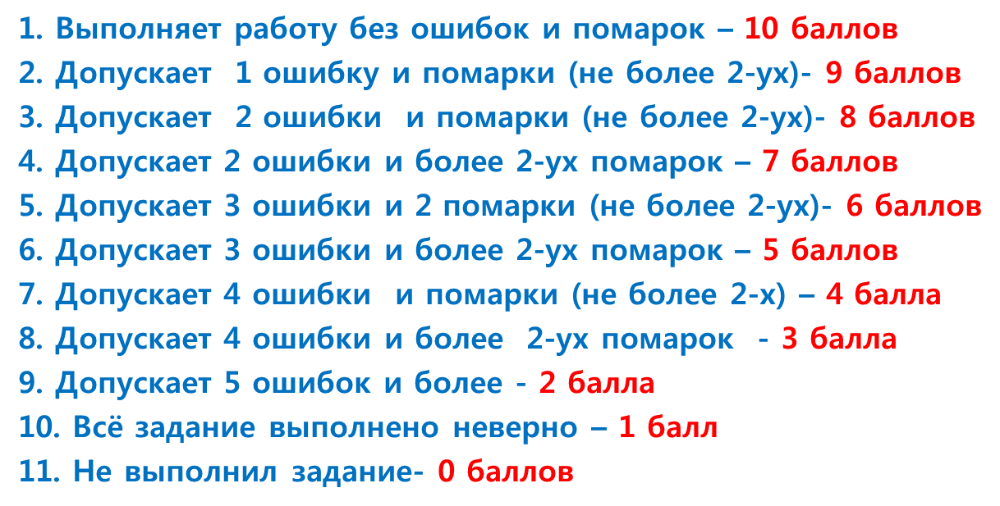 1. Выполняет работу без ошибок и помарок – 10 баллов
2. Допускает 1 ошибку и помарки (не более 2-ух)- 9 баллов
3. Допускает 2 ошибки и помарки (не более 2-ух)- 8 баллов
4. Допускает 2 ошибки и более 2-ух помарок – 7 баллов
5. Допускает 3 ошибки и 2 помарки (не более 2-ух)- 6 баллов
6. Допускает 3 ошибки и более 2-ух помарок – 5 баллов
7. Допускает 4 ошибки и помарки (не более 2-х) – 4 балла
8. Допускает 4 ошибки и более 2-ух помарок - 3 балла
9. Допускает 5 ошибок и более - 2 балла
10. Всё задание выполнено неверно – 1 балл
11. Не выполнил задание- 0 баллов